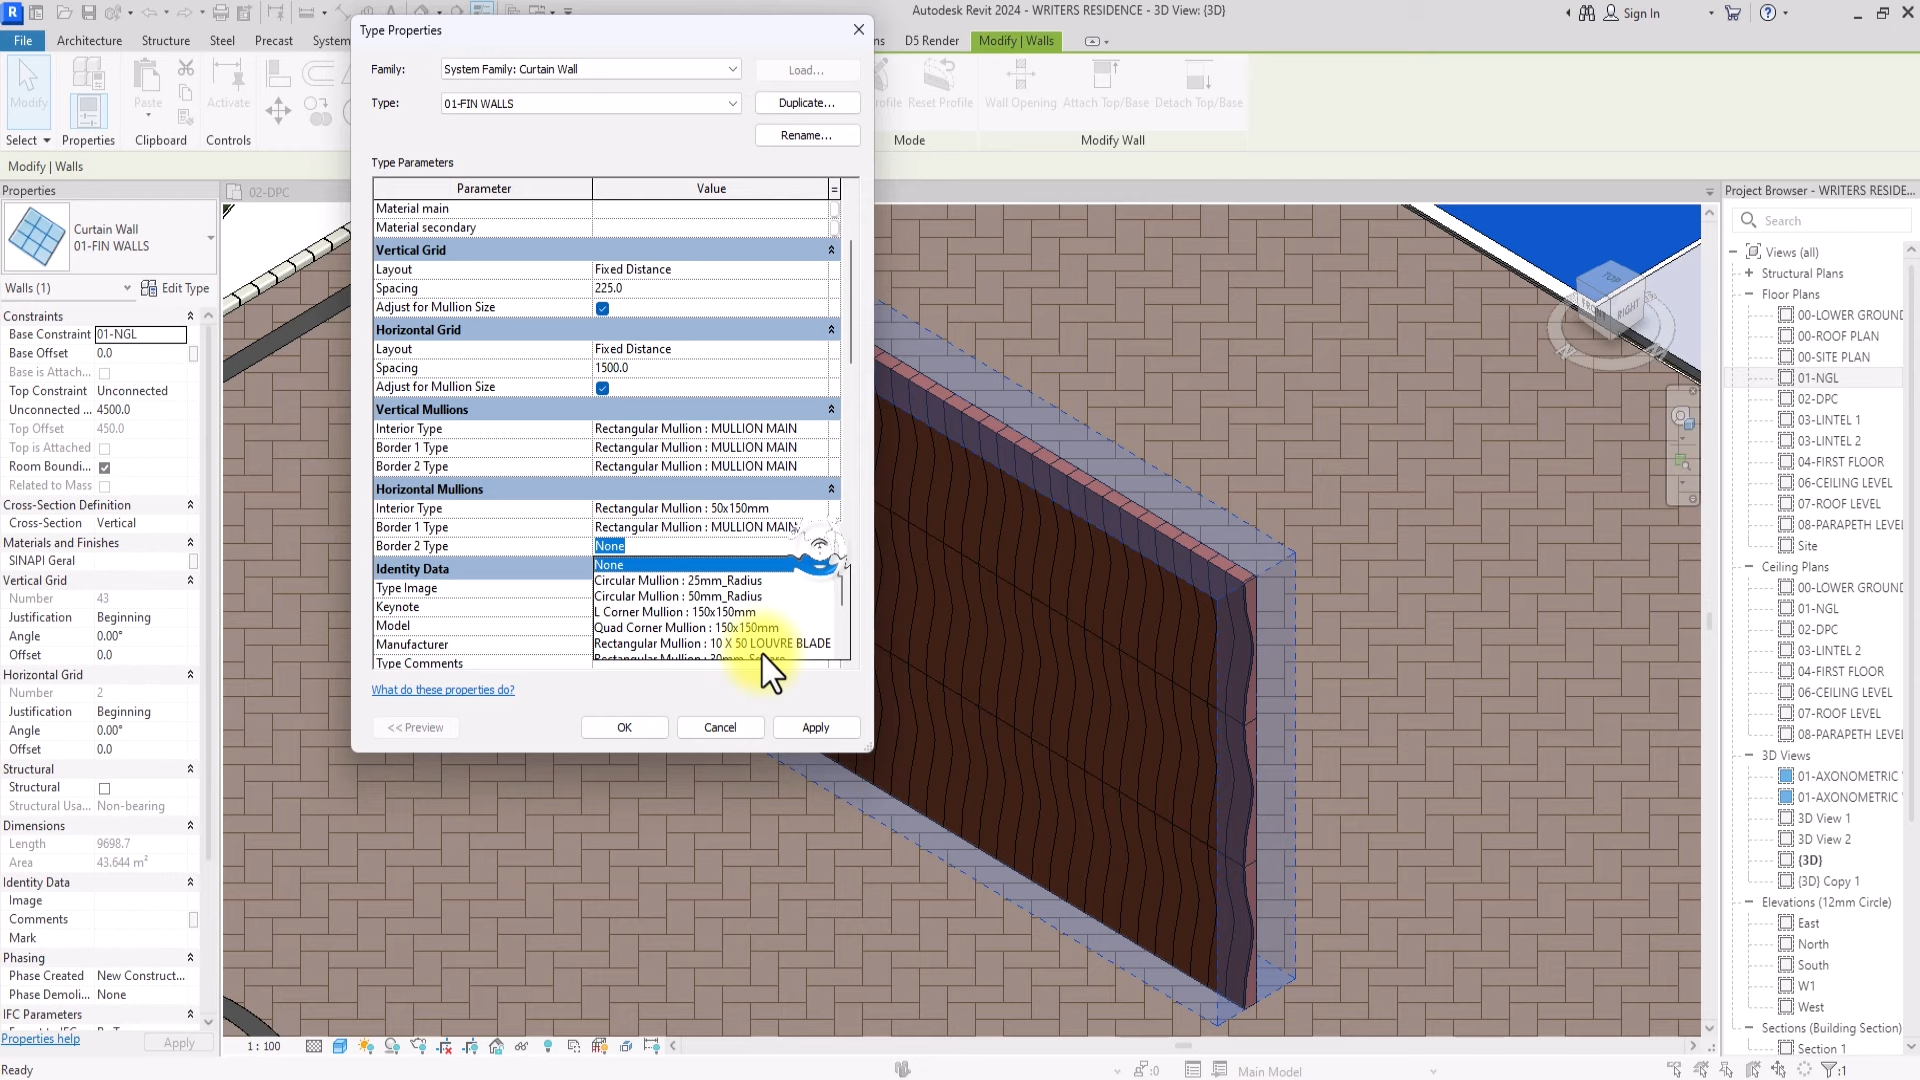 Autodesk Revit 2024 - WRITERS RESIDENCE - 3D View: {3D}
Sign In
File
Architecture
Structure
Steel
Precast
System
D5 Render
Modify | Walls
Modify
Paste
Activate
Reset Profile
Wall Opening
Attach Top/Base
Detach Top/Base
Select
Properties
Clipboard
Controls
Mode
Modify Wall
Modify | Walls
Properties
Curtain Wall
01-FIN WALLS
Walls (1)
Edit Type
Constraints
Base Constraint 01-NGL
Base Offset 0.0
Base is Attach...
Top Constraint Unconnected
Unconnected ... 4500.0
Top Offset 450.0
Top is Attached
Room Boundi...
Related to Mass
Cross-Section Definition
Cross-Section Vertical
Materials and Finishes
SINAPI Geral
Vertical Grid
Number 43
Justification Beginning
Angle 0.00°
Offset 0.0
Horizontal Grid
Number 2
Justification Beginning
Angle 0.00°
Offset 0.0
Structural
Structural
Structural Usa... Non-bearing
Dimensions
Length 9698.7
Area 43.644 m²
Identity Data
Image
Comments
Mark
Phasing
Phase Created New Construct...
Phase Demoli... None
IFC Parameters
Properties help
Apply
Ready
02-DPC
Type Properties
Family: System Family: Curtain Wall Load...
Type: 01-FIN WALLS Duplicate...
Rename...
Type Parameters
Parameter Value =
Material main
Material secondary
Vertical Grid
Layout Fixed Distance
Spacing 225.0
Adjust for Mullion Size
Horizontal Grid
Layout Fixed Distance
Spacing 1500.0
Adjust for Mullion Size
Vertical Mullions
Interior Type Rectangular Mullion : MULLION MAIN
Border 1 Type Rectangular Mullion : MULLION MAIN
Border 2 Type Rectangular Mullion : MULLION MAIN
Horizontal Mullions
Interior Type Rectangular Mullion : 50x150mm
Border 1 Type Rectangular Mullion : MULLION MAIN
Border 2 Type None
Identity Data
Type Image
Keynote
Model
Manufacturer
Type Comments
None
Circular Mullion : 25mm_Radius
Circular Mullion : 50mm_Radius
L Corner Mullion : 150x150mm
Quad Corner Mullion : 150x150mm
Rectangular Mullion : 10 X 50 LOUVRE BLADE
What do these properties do?
<< Preview
OK
Cancel
Apply
TOP
FRONT
RIGHT
1 : 100
:0
Main Model
:1
Project Browser - WRITERS RESIDE...
Search
Views (all)
Structural Plans
Floor Plans
00-LOWER GROUND
00-ROOF PLAN
00-SITE PLAN
01-NGL
02-DPC
03-LINTEL 1
03-LINTEL 2
04-FIRST FLOOR
06-CEILING LEVEL
07-ROOF LEVEL
08-PARAPETH LEVEL
Site
Ceiling Plans
00-LOWER GROUND
01-NGL
02-DPC
03-LINTEL 2
04-FIRST FLOOR
06-CEILING LEVEL
07-ROOF LEVEL
08-PARAPETH LEVEL
3D Views
01-AXONOMETRIC
01-AXONOMETRIC
3D View 1
3D View 2
{3D}
{3D} Copy 1
Elevations (12mm Circle)
East
North
South
W1
West
Sections (Building Section)
Section 1